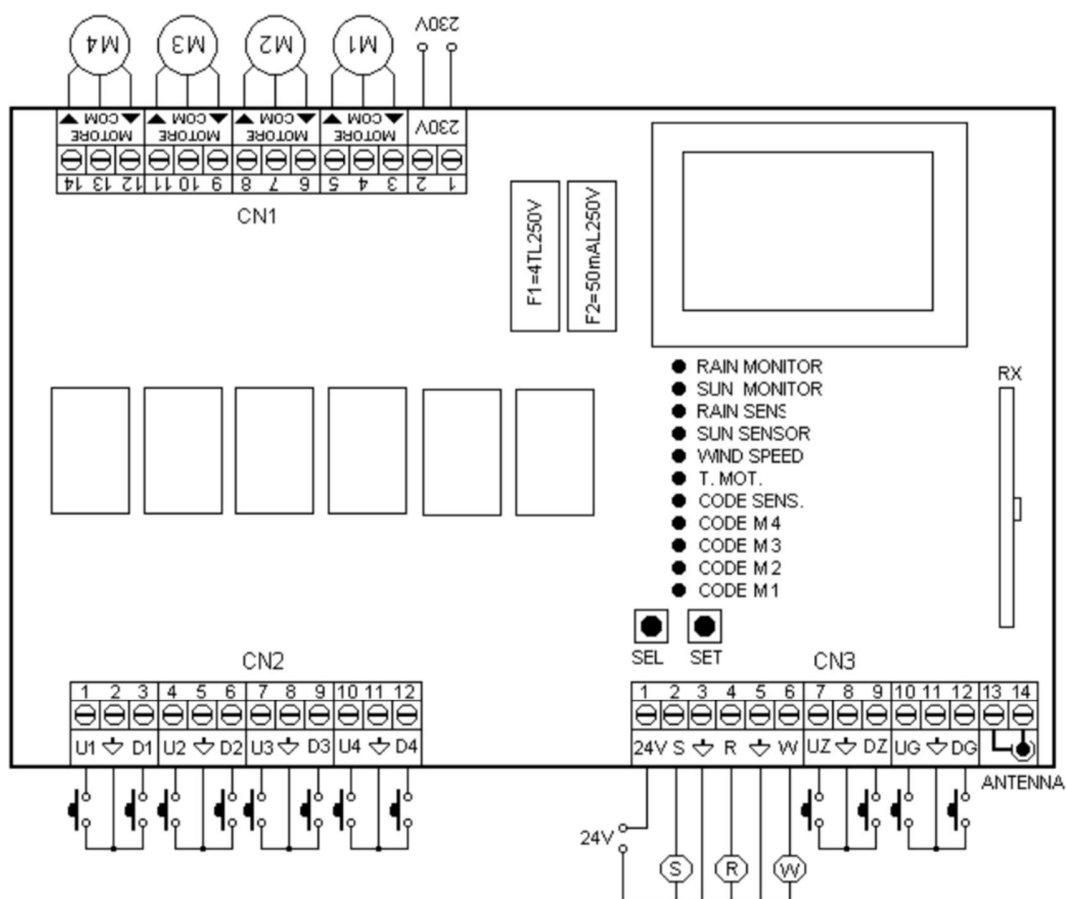 M4 M3 M2 M1 230V
MOTORE COM MOTORE COM MOTORE COM MOTORE COM 230V
14 13 12 11 10 9 8 7 6 5 4 3 2 1
CN1
F1=4TL250V
F2=50mAL250V
RAIN MONITOR
SUN MONITOR
RAIN SENS
SUN SENSOR
WIND SPEED
T. MOT.
CODE SENS.
CODE M4
CODE M3
CODE M2
CODE M1
RX
SEL SET
CN2
1 2 3 4 5 6 7 8 9 10 11 12
U1 D1 U2 D2 U3 D3 U4 D4
CN3
1 2 3 4 5 6 7 8 9 10 11 12 13 14
24V S R W UZ DZ UG DG
ANTENNA
24V
S R W